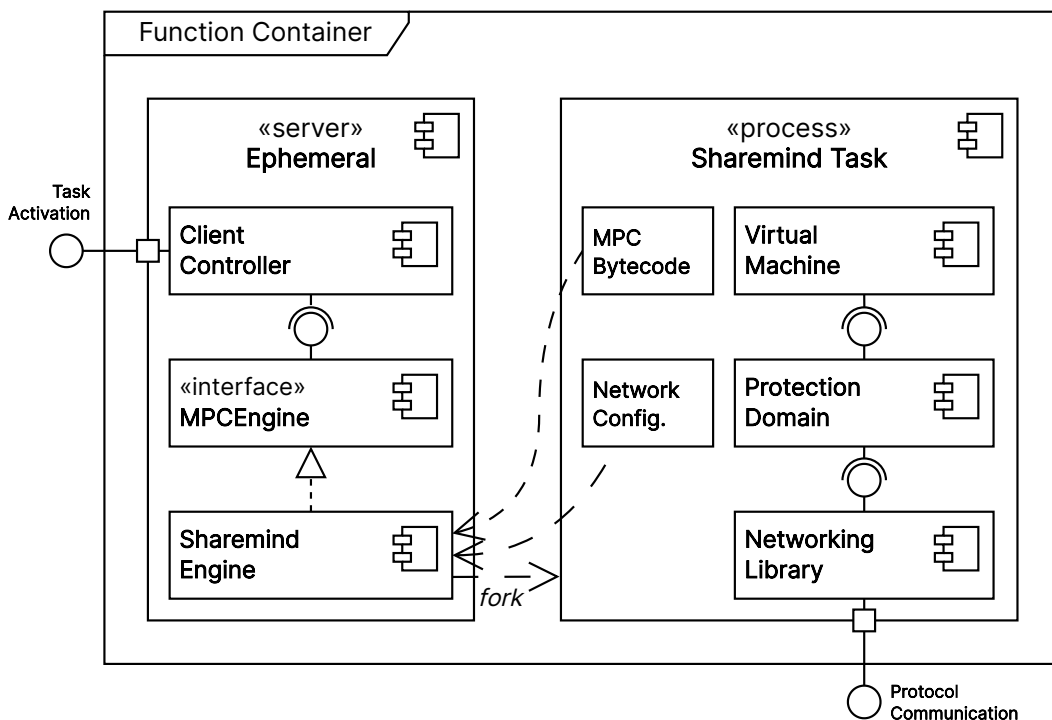 Function Container
«server»
Ephemeral
«process»
Sharemind Task
Task
Activation
Client
Controller
MPC
Bytecode
Virtual
Machine
«interface»
MPCEngine
Network
Config.
Protection
Domain
Sharemind
Engine
fork
Networking
Library
Protocol
Communication